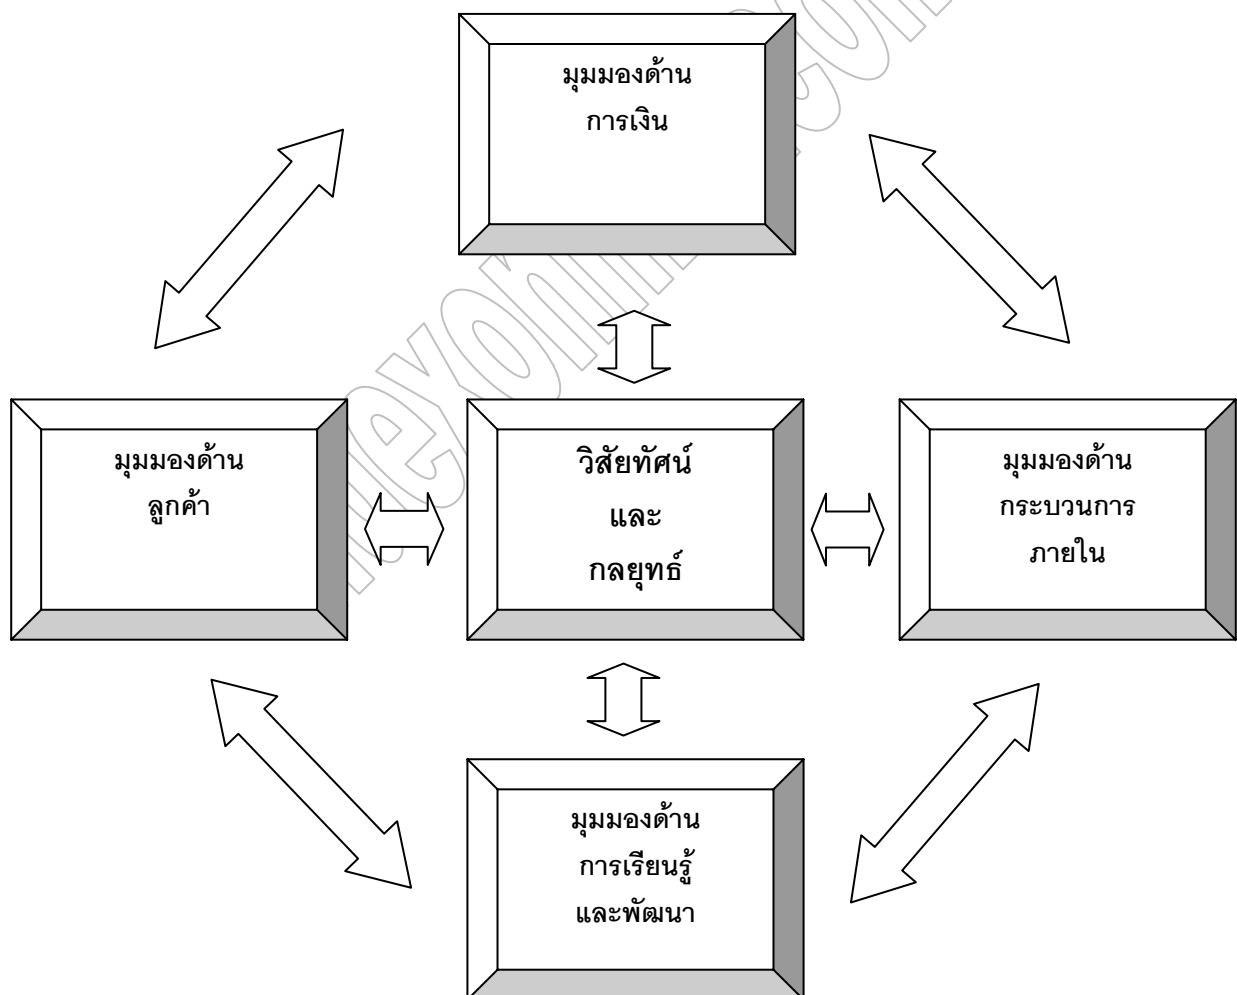 มุมมองด้าน
การเงิน
มุมมองด้าน
ลูกค้า
วิสัยทัศน์
และ
กลยุทธ์
มุมมองด้าน
กระบวนการ
ภายใน
มุมมองด้าน
การเรียนรู้
และพัฒนา